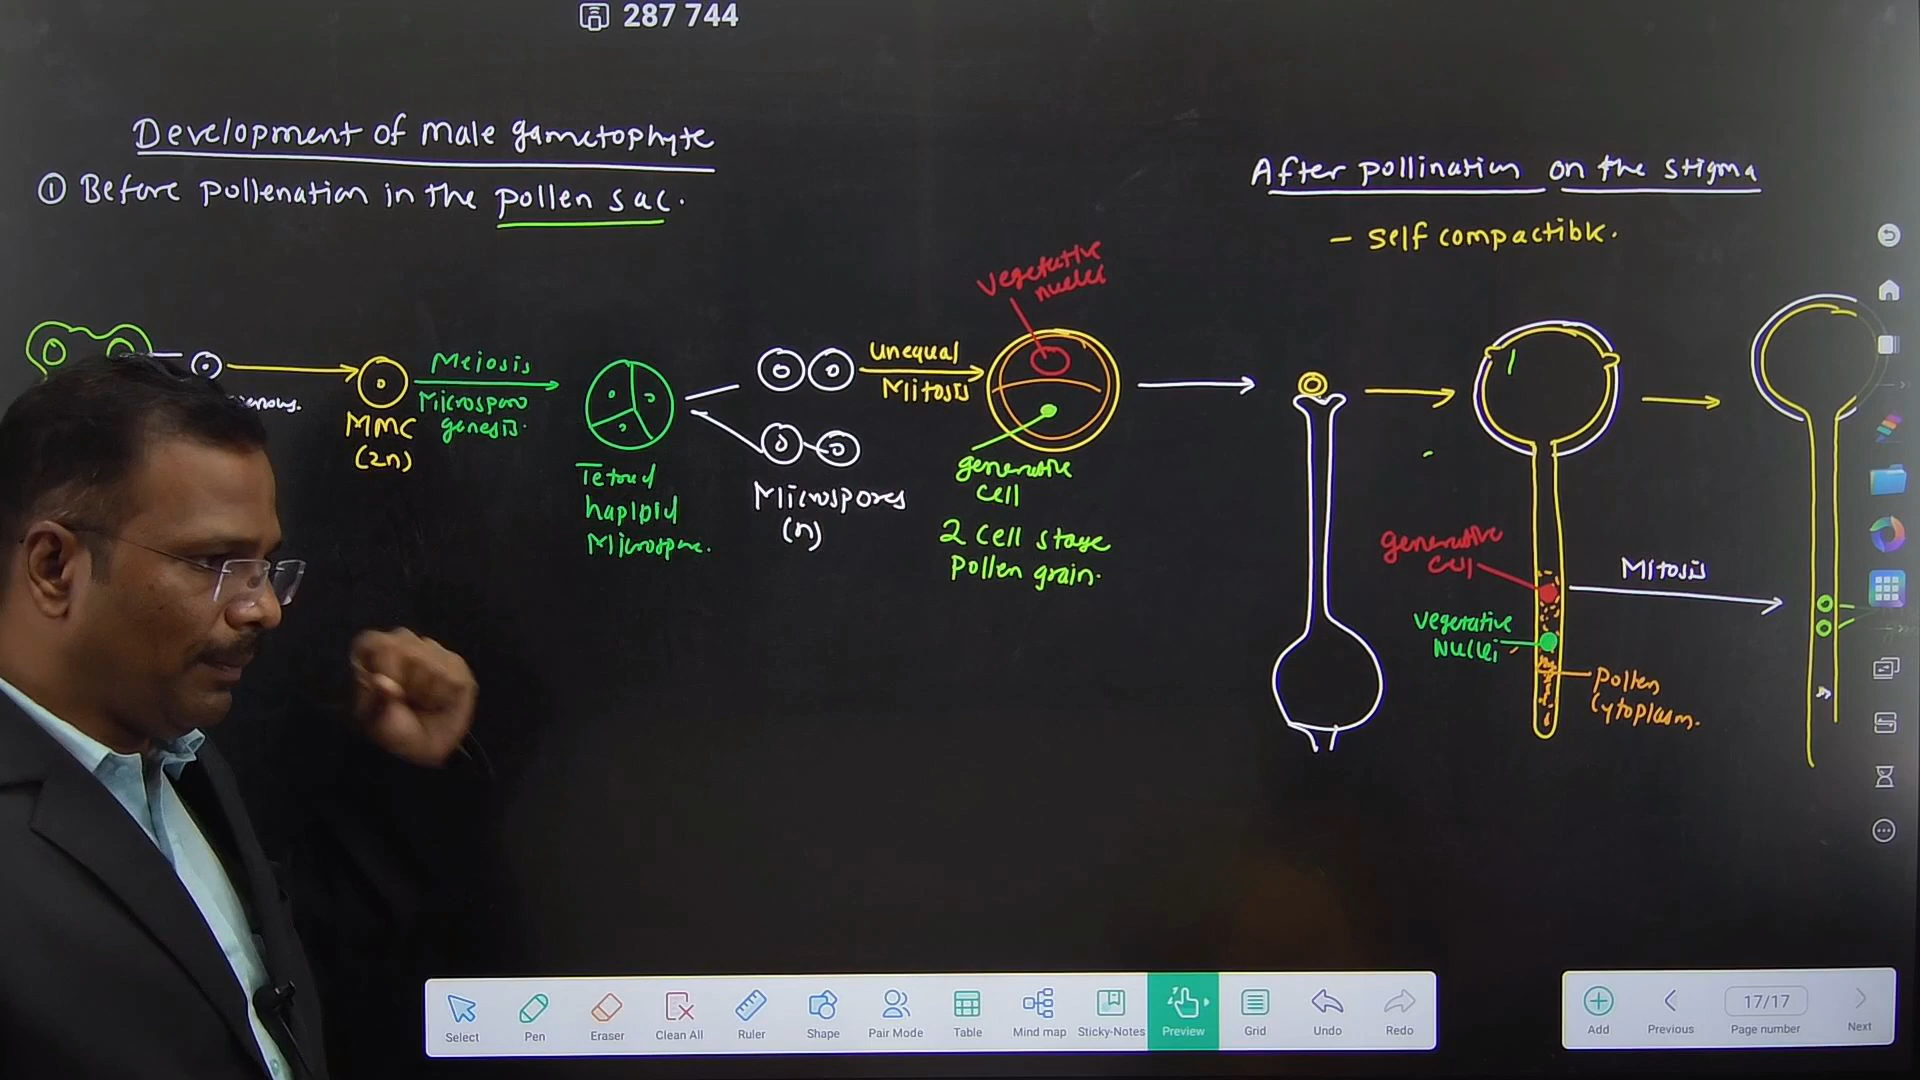 287 744
Development of male gametophyte
① Before pollenation in the pollen sac.
After pollination on the stigma
- self compactible.
vegetative
nuclei
Meiosis
Microsporo
genesis.
MMC
(2n)
Tetrad
haploid
Microspore.
Microspores
(n)
Unequal
Mitosis
generative
cell
2 cell stage
pollen grain.
generative
cell
vegetative
Nuclei
Mitosis
pollen
cytoplasm.
Select
Pen
Eraser
Clean All
Ruler
Shape
Pair Mode
Table
Mind map
Sticky-Notes
Preview
Grid
Undo
Redo
Add
Previous
17/17
Page number
Next